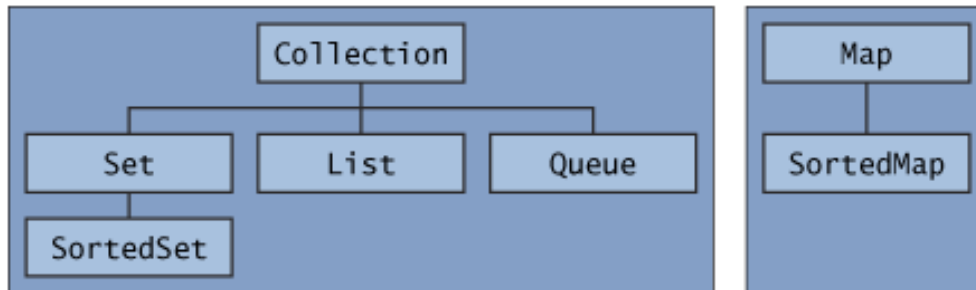 Collection
Map
Set
List
Queue
SortedMap
SortedSet